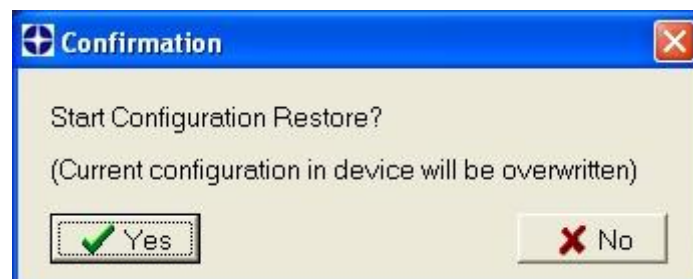 Confirmation
Start Configuration Restore?
(Current configuration in device will be overwritten)
Yes
No